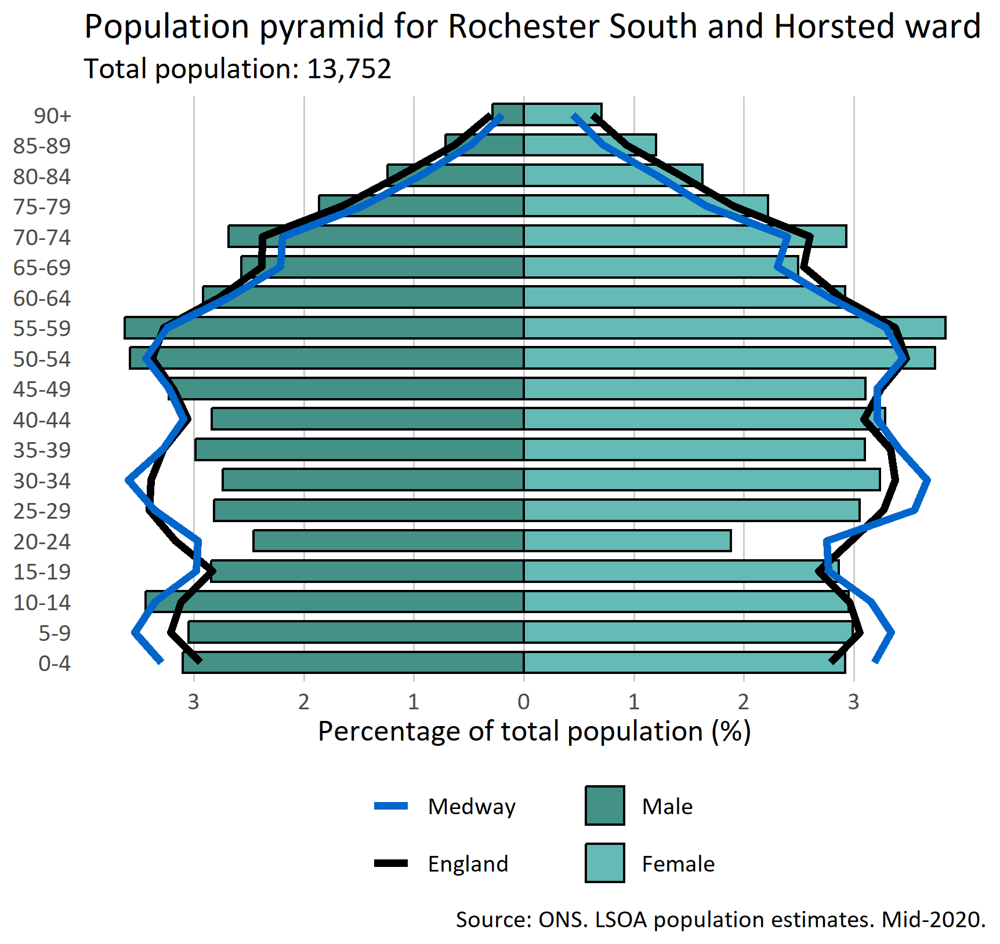 Population pyramid for Rochester South and Horsted ward
Total population: 13,752
90+
85-89
80-84
75-79
70-74
65-69
60-64
55-59
50-54
45-49
40-44
35-39
30-34
25-29
20-24
15-19
10-14
5-9
0-4
3 2 1 0 1 2 3
Percentage of total population (%)
Medway Male
England Female
Source: ONS. LSOA population estimates. Mid-2020.